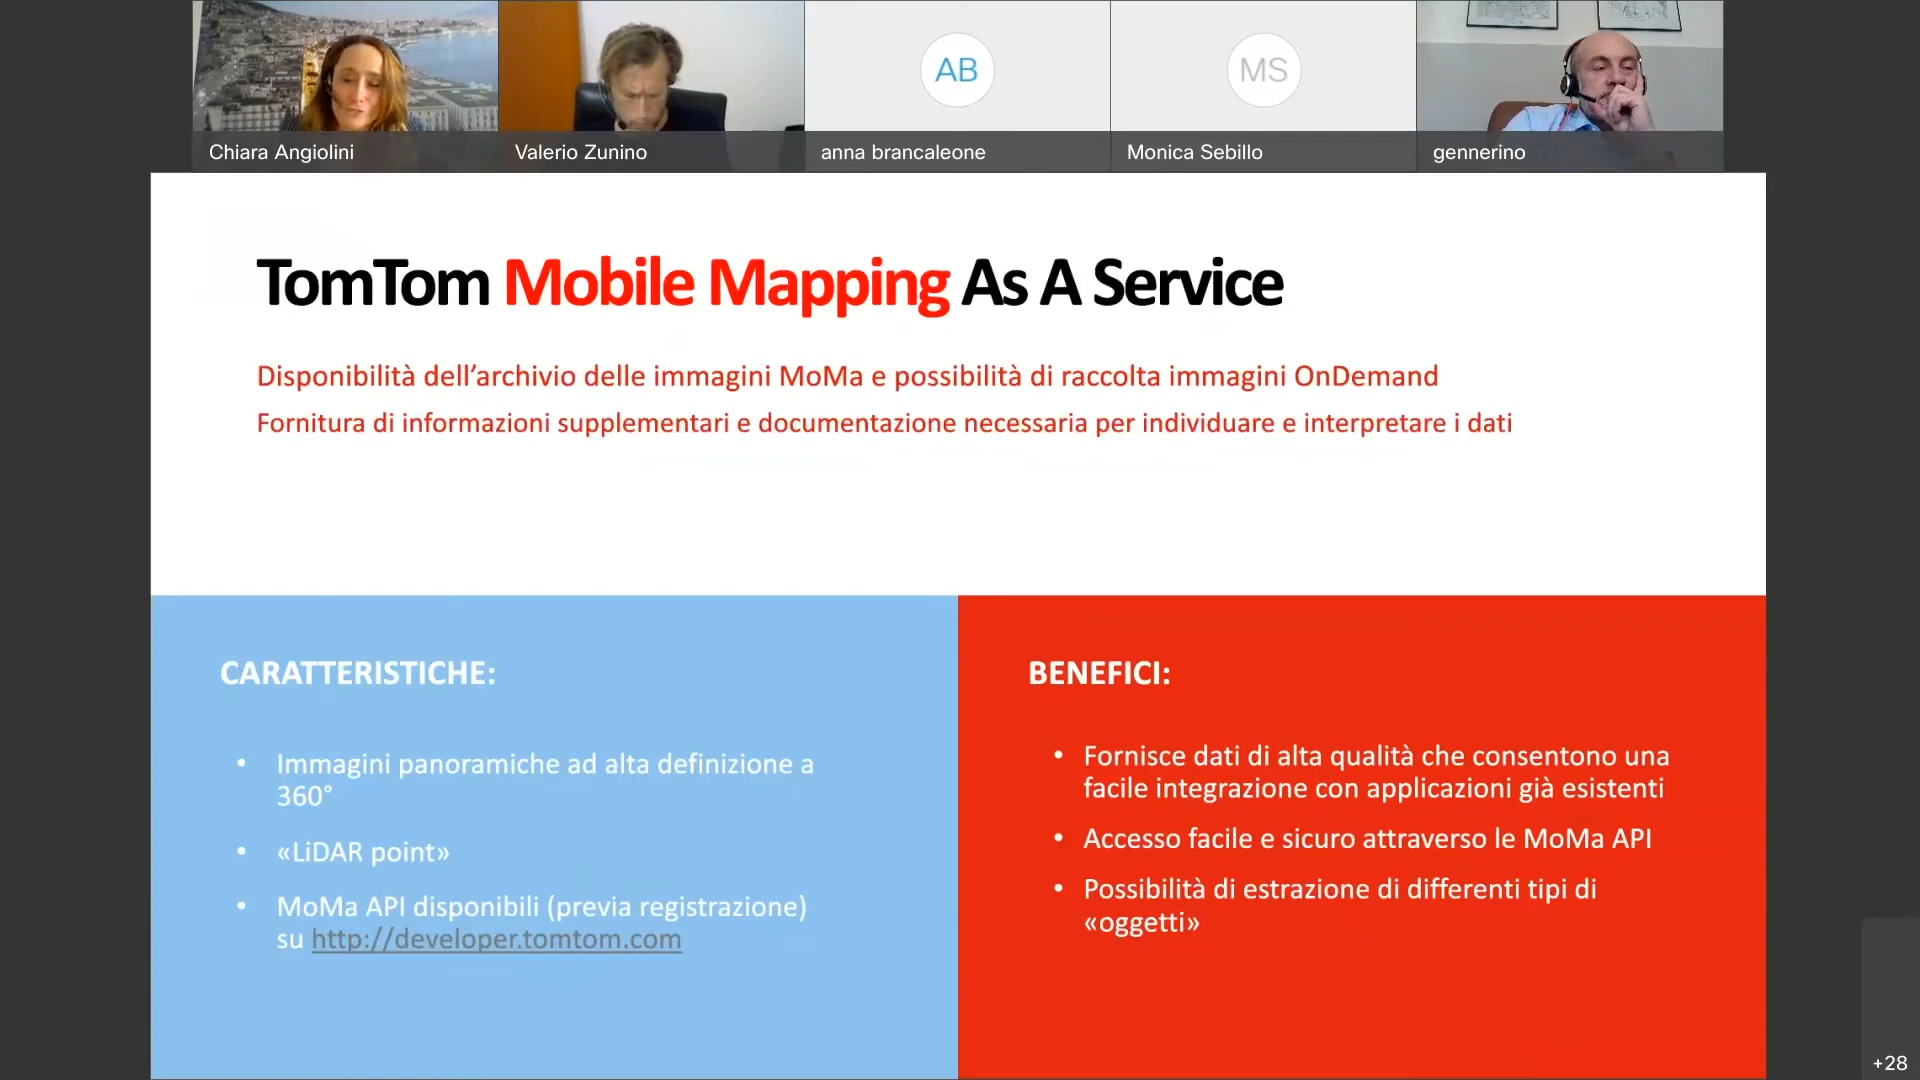 AB
MS
Chiara Angiolini
Valerio Zunino
anna brancaleone
Monica Sebillo
gennerino
TomTom Mobile Mapping As A Service
Disponibilità dell’archivio delle immagini MoMa e possibilità di raccolta immagini OnDemand
Fornitura di informazioni supplementari e documentazione necessaria per individuare e interpretare i dati
CARATTERISTICHE:
• Immagini panoramiche ad alta definizione a
360°
• «LiDAR point»
• MoMa API disponibili (previa registrazione)
su http://developer.tomtom.com
BENEFICI:
• Fornisce dati di alta qualità che consentono una
facile integrazione con applicazioni già esistenti
• Accesso facile e sicuro attraverso le MoMa API
• Possibilità di estrazione di differenti tipi di
«oggetti»
+28